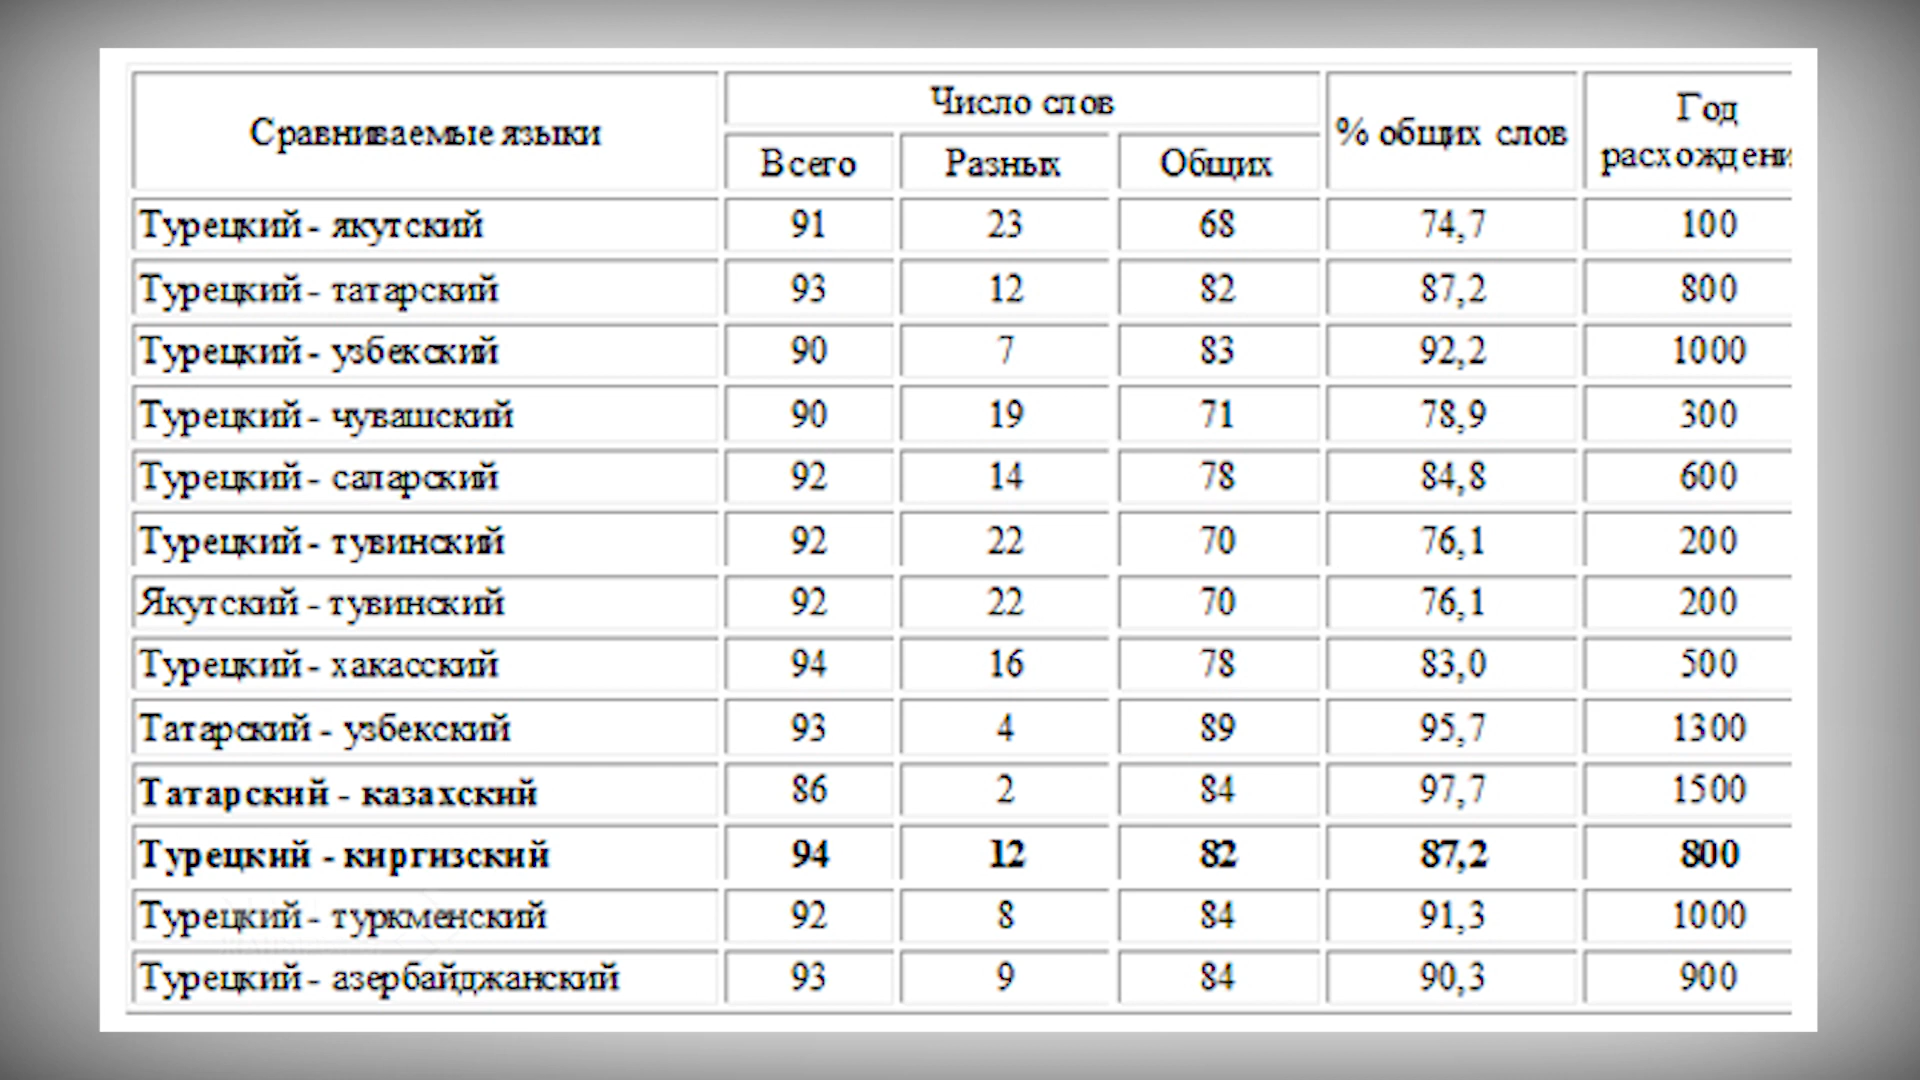 Сравниваемые языки Число слов % общих слов Год расхождени
Всего Разных Общих
Турецкий - якутский 91 23 68 74,7 100
Турецкий - татарский 93 12 82 87,2 800
Турецкий - узбекский 90 7 83 92,2 1000
Турецкий - чувашский 90 19 71 78,9 300
Турецкий - саларский 92 14 78 84,8 600
Турецкий - тувинский 92 22 70 76,1 200
Якутский - тувинский 92 22 70 76,1 200
Турецкий - хакасский 94 16 78 83,0 500
Татарский - узбекский 93 4 89 95,7 1300
Татарский - казахский 86 2 84 97,7 1500
Турецкий - киргизский 94 12 82 87,2 800
Турецкий - туркменский 92 8 84 91,3 1000
Турецкий - азербайджанский 93 9 84 90,3 900